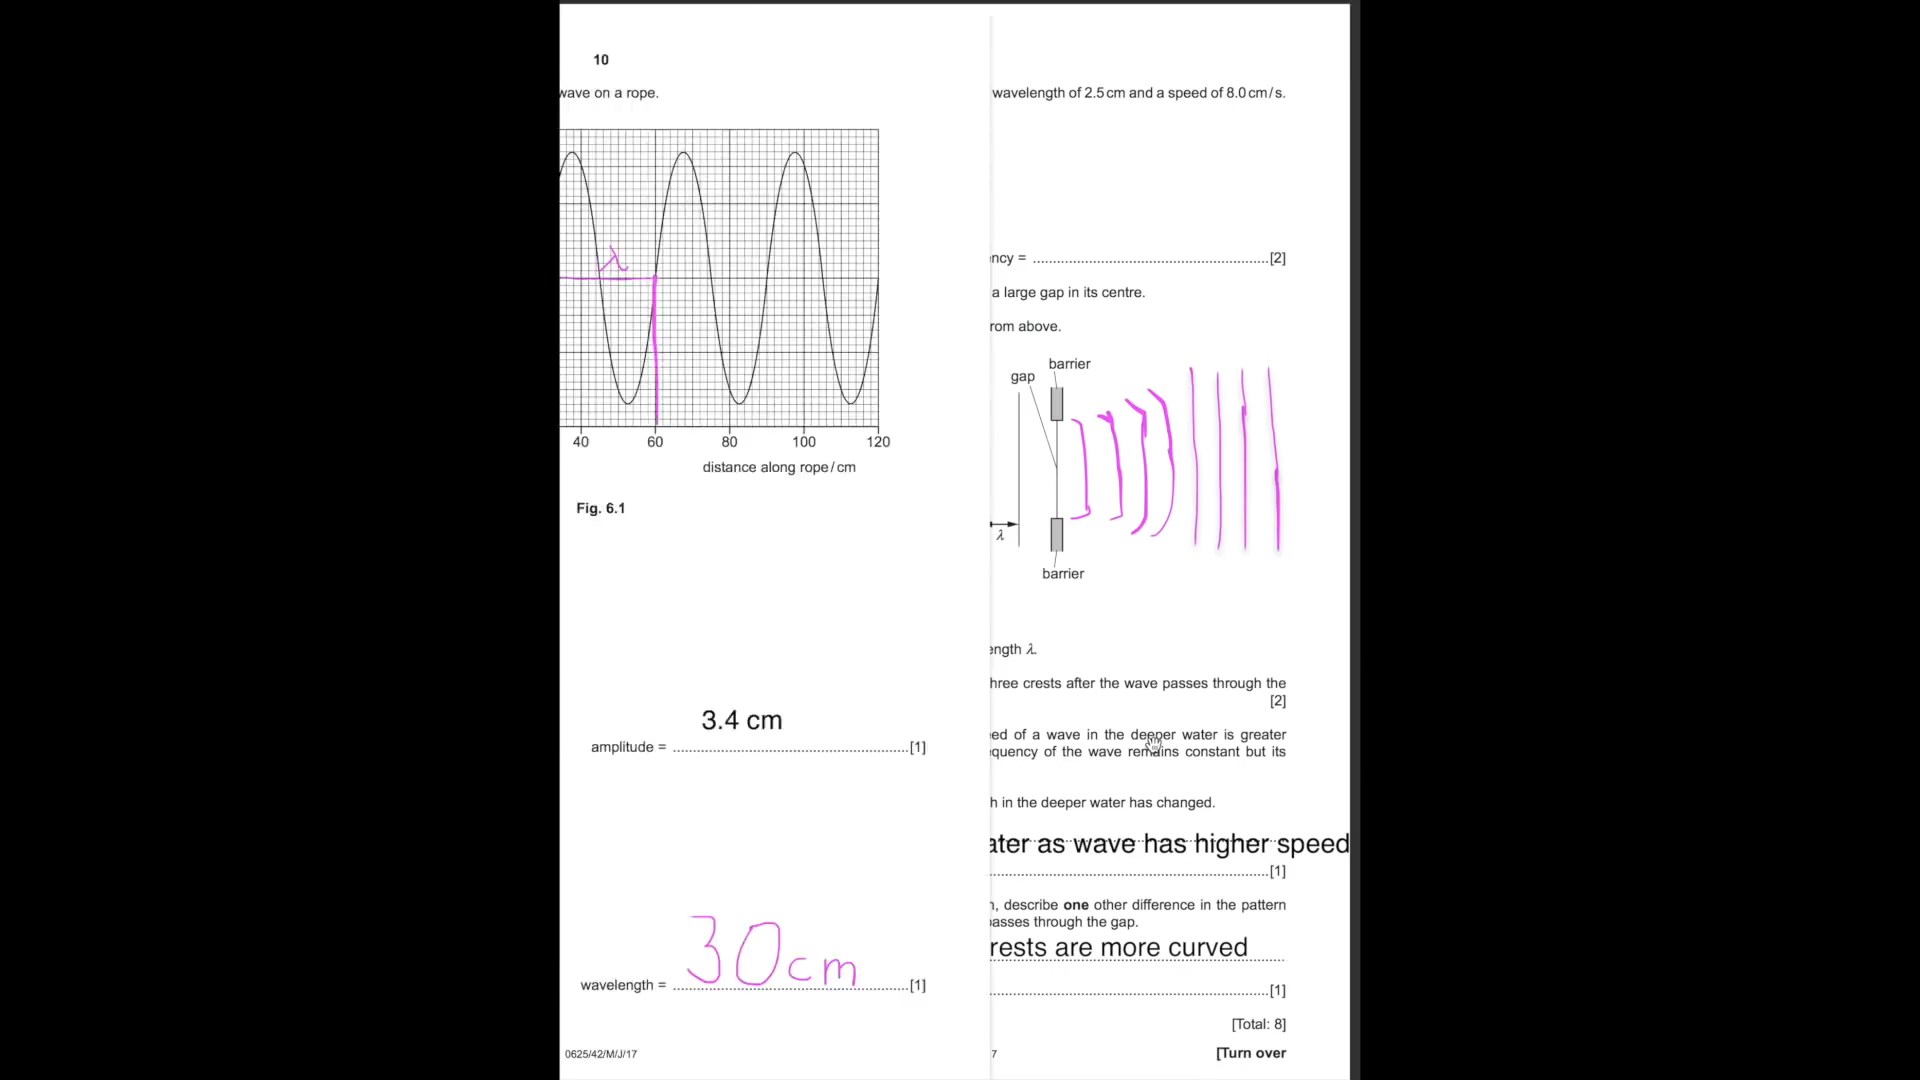 10
wave on a rope.
λ
40 60 80 100 120
distance along rope / cm
Fig. 6.1
3.4 cm
amplitude = ................................................[1]
30cm
wavelength = ................................................[1]
0625/42/M/J/17
wavelength of 2.5 cm and a speed of 8.0 cm / s.
ncy = ................................................[2]
a large gap in its centre.
rom above.
barrier
gap
λ
barrier
ength λ.
hree crests after the wave passes through the
[2]
ed of a wave in the deeper water is greater
quency of the wave remains constant but its
h in the deeper water has changed.
ater as wave has higher speed
................................................[1]
n, describe one other difference in the pattern
passes through the gap.
rests are more curved
................................................[1]
[Total: 8]
7
[Turn over